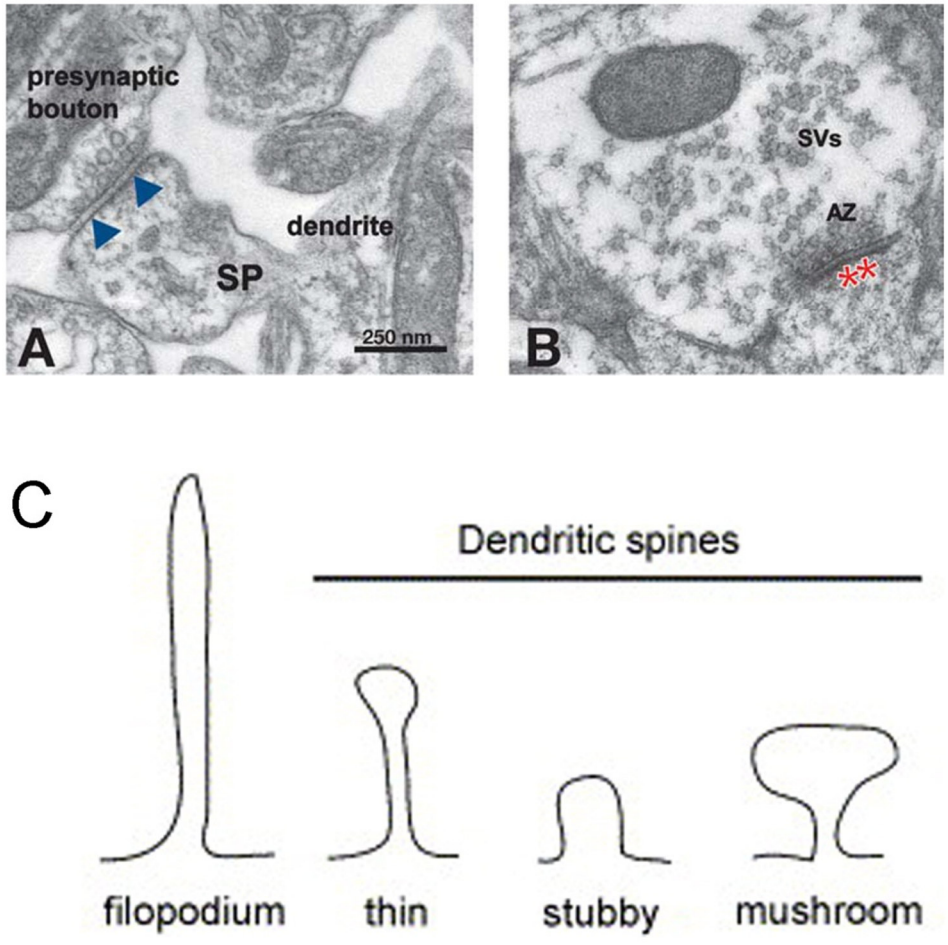 presynaptic
bouton
dendrite
SP
250 nm
A
SVs
AZ
**
B
C
Dendritic spines
filopodium
thin
stubby
mushroom